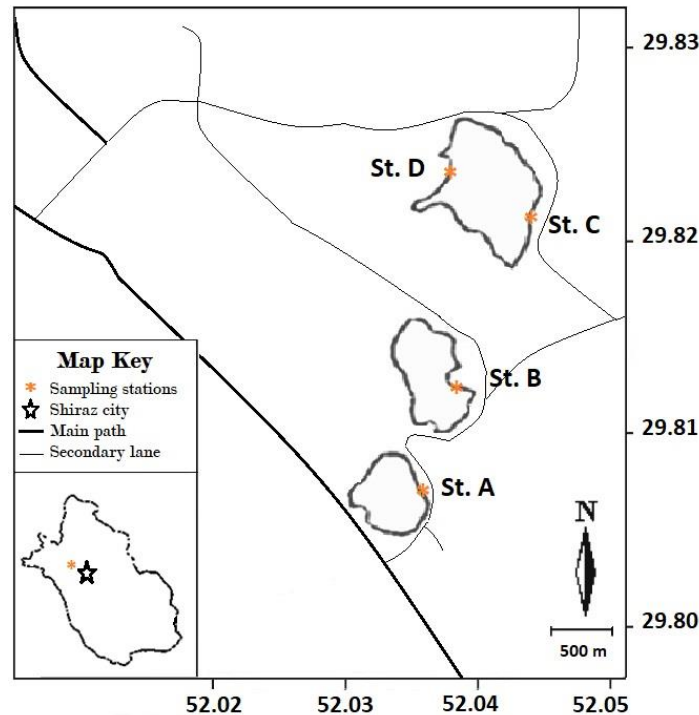 29.83
St. D
St. C
29.82
Map Key
Sampling stations
Shiraz city
Main path
Secondary lane
St. B
29.81
St. A
N
29.80
500 m
52.02
52.03
52.04
52.05